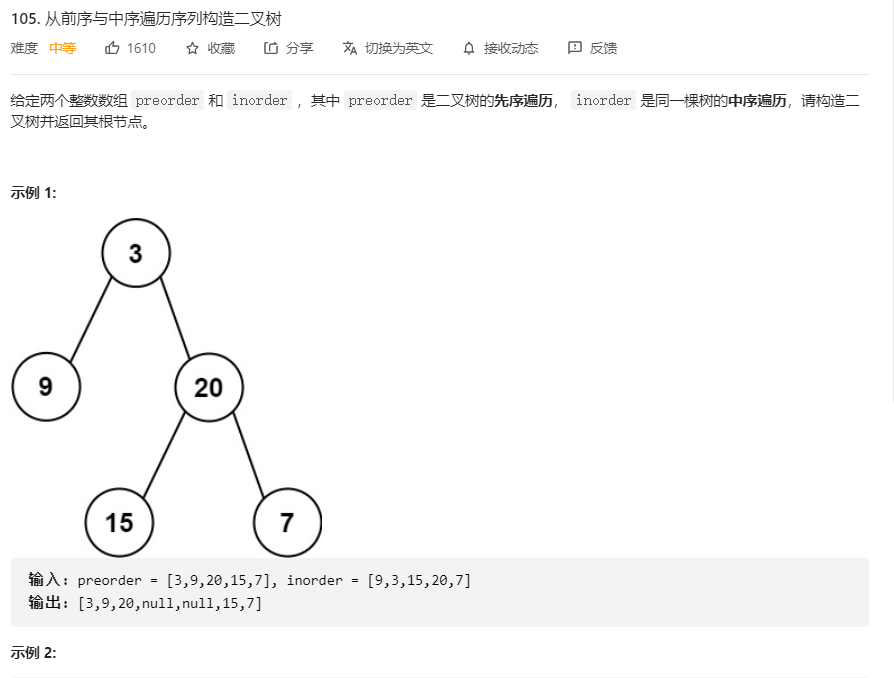 105. 从前序与中序遍历序列构造二叉树
难度 中等 1610 收藏 分享 切换为英文 接收动态 反馈
给定两个整数数组 preorder 和 inorder ，其中 preorder 是二叉树的先序遍历， inorder 是同一棵树的中序遍历，请构造二
叉树并返回其根节点。
示例 1:
3
9 20
15 7
输入: preorder = [3,9,20,15,7], inorder = [9,3,15,20,7]
输出: [3,9,20,null,null,15,7]
示例 2: